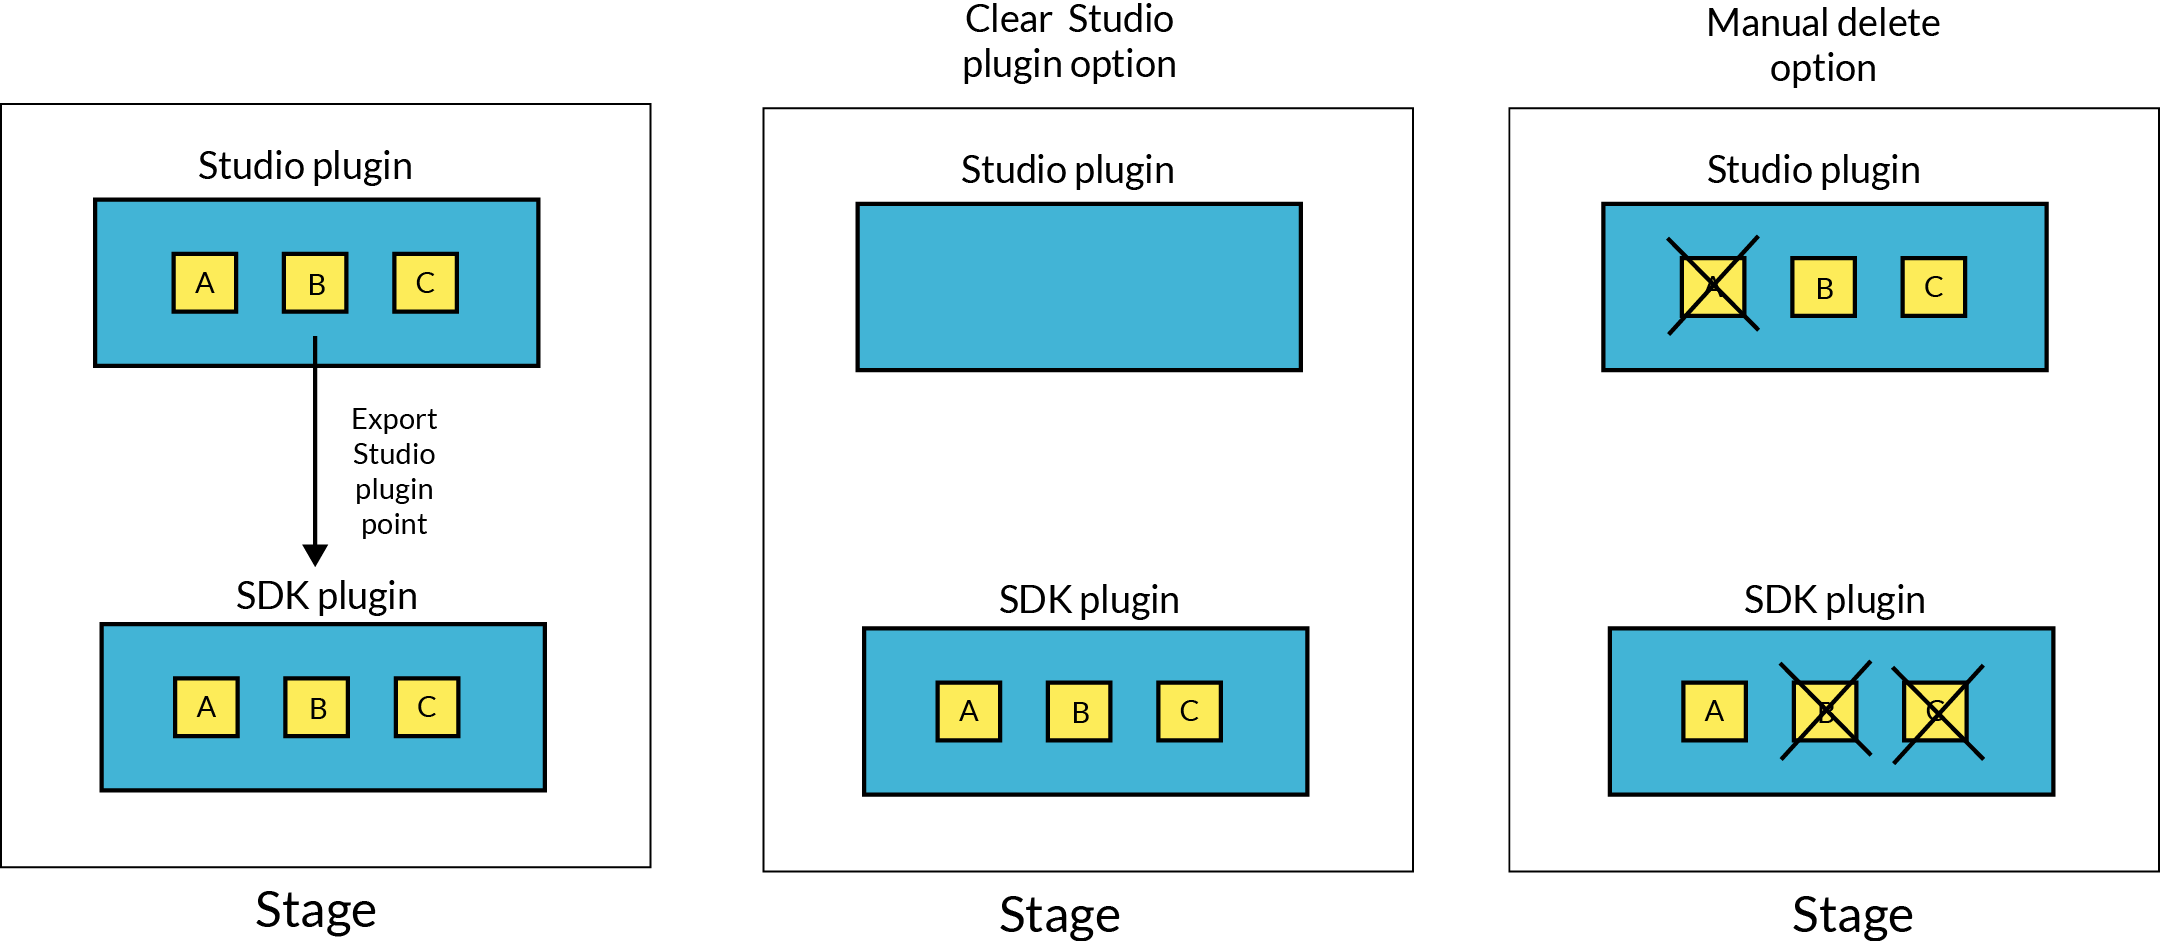 Studio plugin
A B C
Export
Studio
plugin
point
SDK plugin
A B C
Stage
Clear Studio
plugin option
Studio plugin
SDK plugin
A B C
Stage
Manual delete
option
Studio plugin
A B C
SDK plugin
A B C
Stage